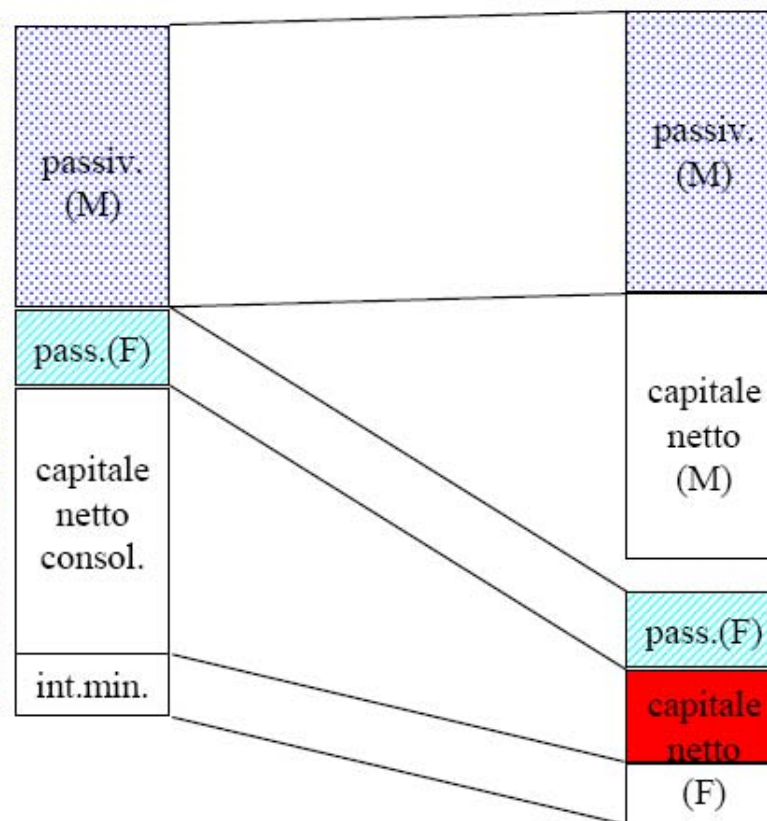 passiv.
(M)
pass.(F)
capitale
netto
consol.
int.min.
passiv.
(M)
capitale
netto
(M)
pass.(F)
capitale
netto
(F)